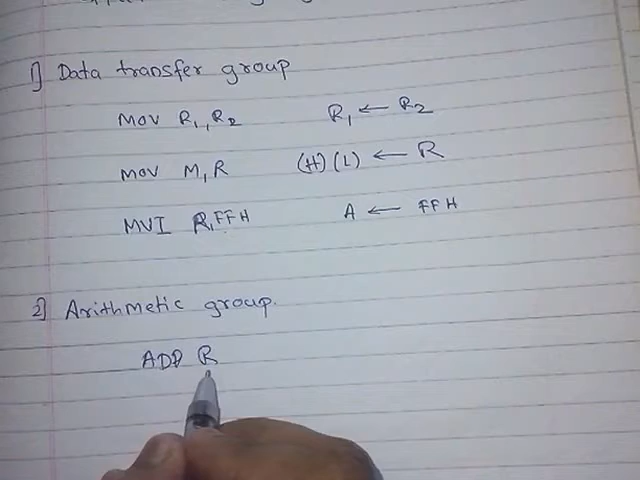 1] Data transfer group
MOV R1, R2 R1 ← R2
MOV M, R (H) (L) ← R
MVI R, FFH A ← FFH
2] Arithmetic group.
ADD R